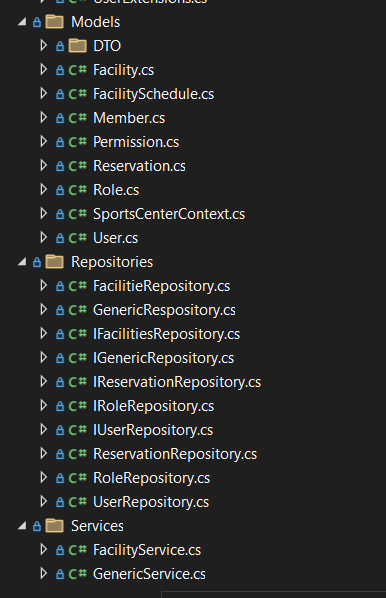 UserExtensions.cs
Models
DTO
C# Facility.cs
C# FacilitySchedule.cs
C# Member.cs
C# Permission.cs
C# Reservation.cs
C# Role.cs
C# SportsCenterContext.cs
C# User.cs
Repositories
C# FacilitieRepository.cs
C# GenericRespository.cs
C# IFacilitiesRepository.cs
C# IGenericRepository.cs
C# IReservationRepository.cs
C# IRoleRepository.cs
C# IUserRepository.cs
C# ReservationRepository.cs
C# RoleRepository.cs
C# UserRepository.cs
Services
C# FacilityService.cs
C# GenericService.cs